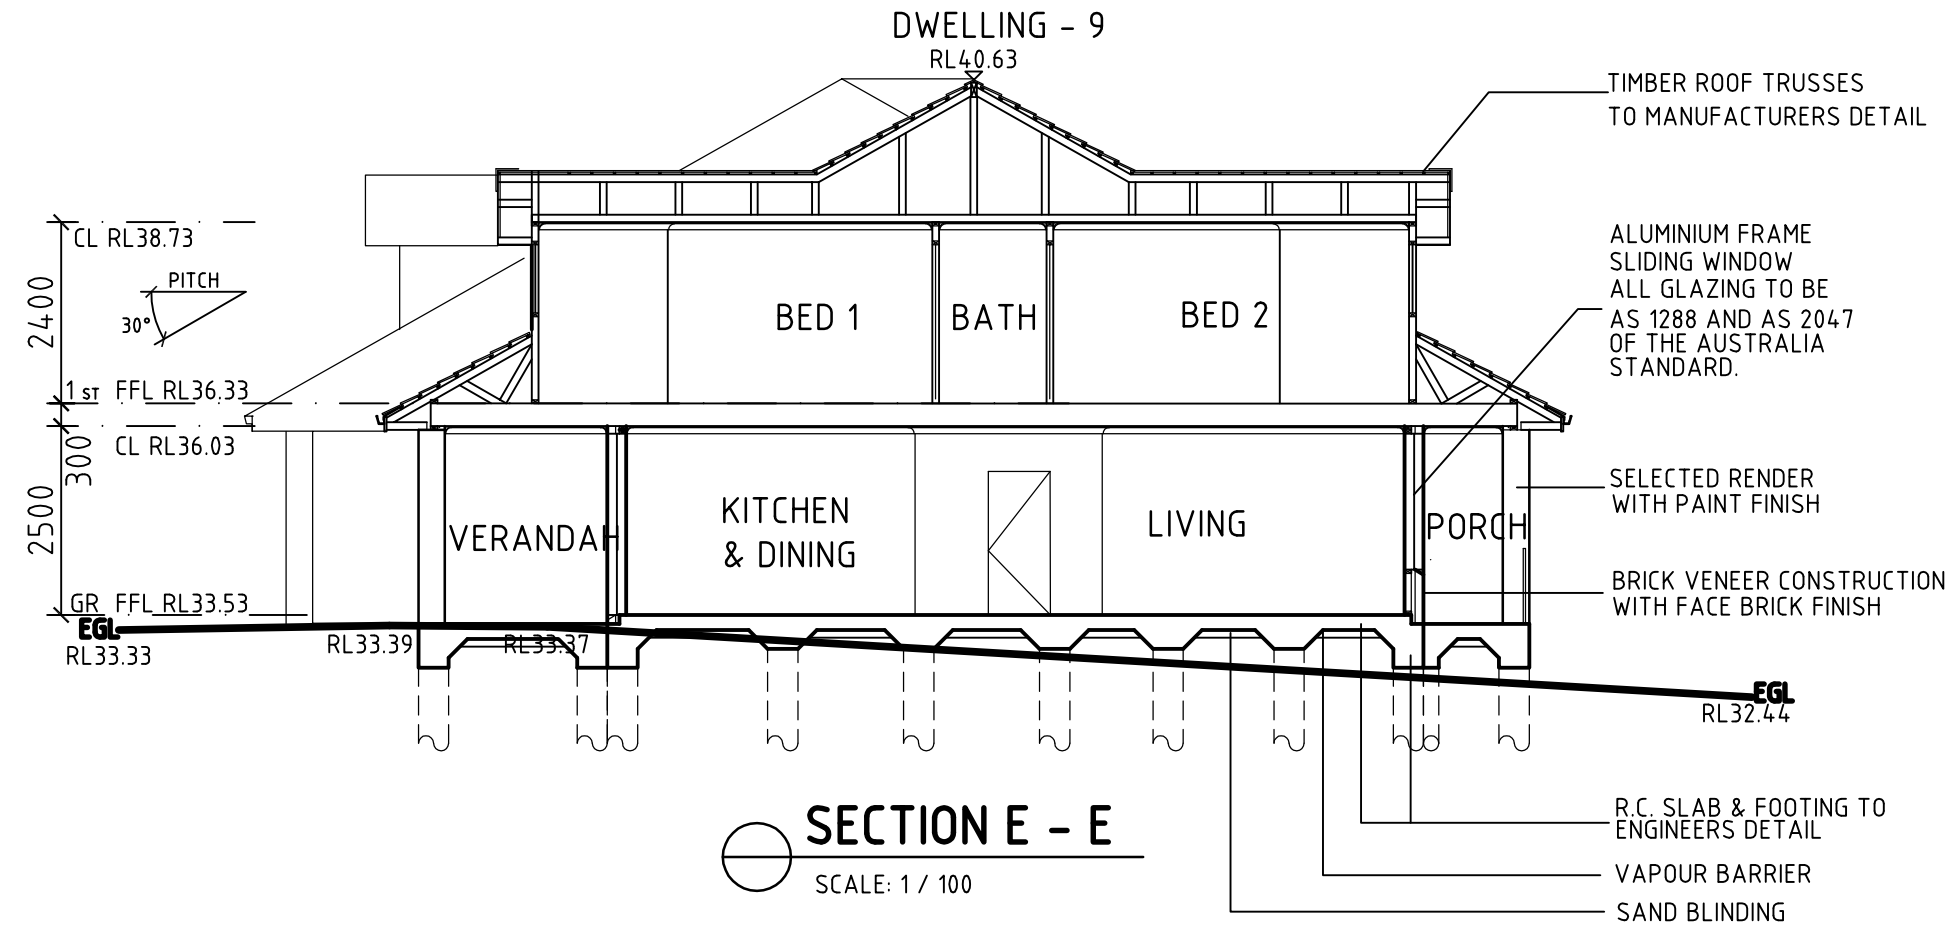 DWELLING - 9
RL40.63
TIMBER ROOF TRUSSES
TO MANUFACTURERS DETAIL
CL RL38.73
PITCH
30°
2400
ALUMINIUM FRAME
SLIDING WINDOW
ALL GLAZING TO BE
AS 1288 AND AS 2047
OF THE AUSTRALIA
STANDARD.
BED 1
BATH
BED 2
1 ST FFL RL36.33
CL RL36.03
300
2500
KITCHEN
& DINING
VERANDAH
LIVING
PORCH
SELECTED RENDER
WITH PAINT FINISH
BRICK VENEER CONSTRUCTION
WITH FACE BRICK FINISH
GR FFL RL33.53
EGL
RL33.33
RL33.39
RL33.37
EGL
RL32.44
SECTION E - E
SCALE: 1 / 100
R.C. SLAB & FOOTING TO
ENGINEERS DETAIL
VAPOUR BARRIER
SAND BLINDING